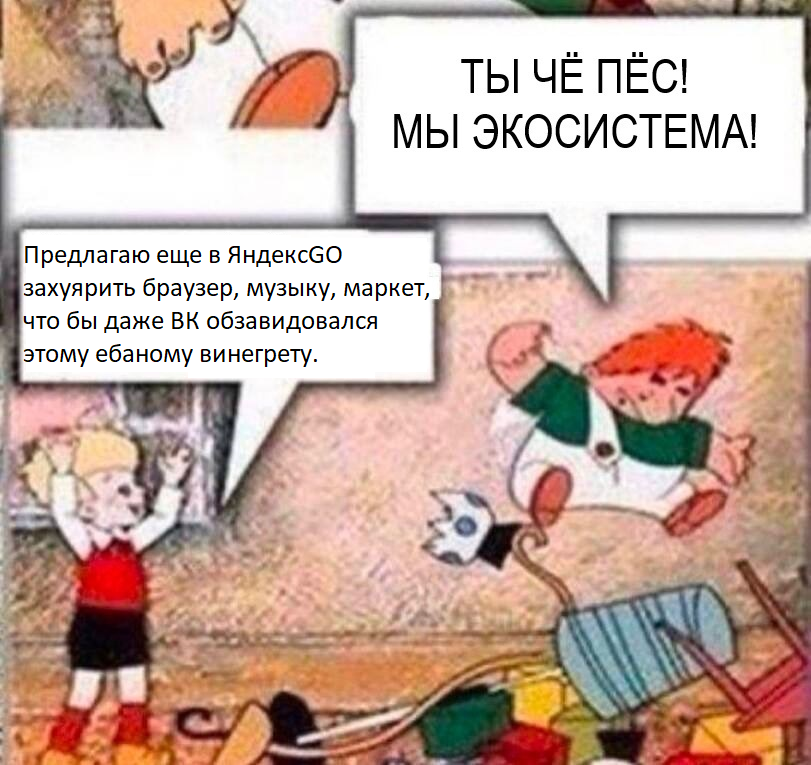 ТЫ ЧЁ ПЁС!
МЫ ЭКОСИСТЕМА!
Предлагаю еще в ЯндексGO
захуярить браузер, музыку, маркет,
что бы даже ВК обзавидовался
этому ебаному винегрету.